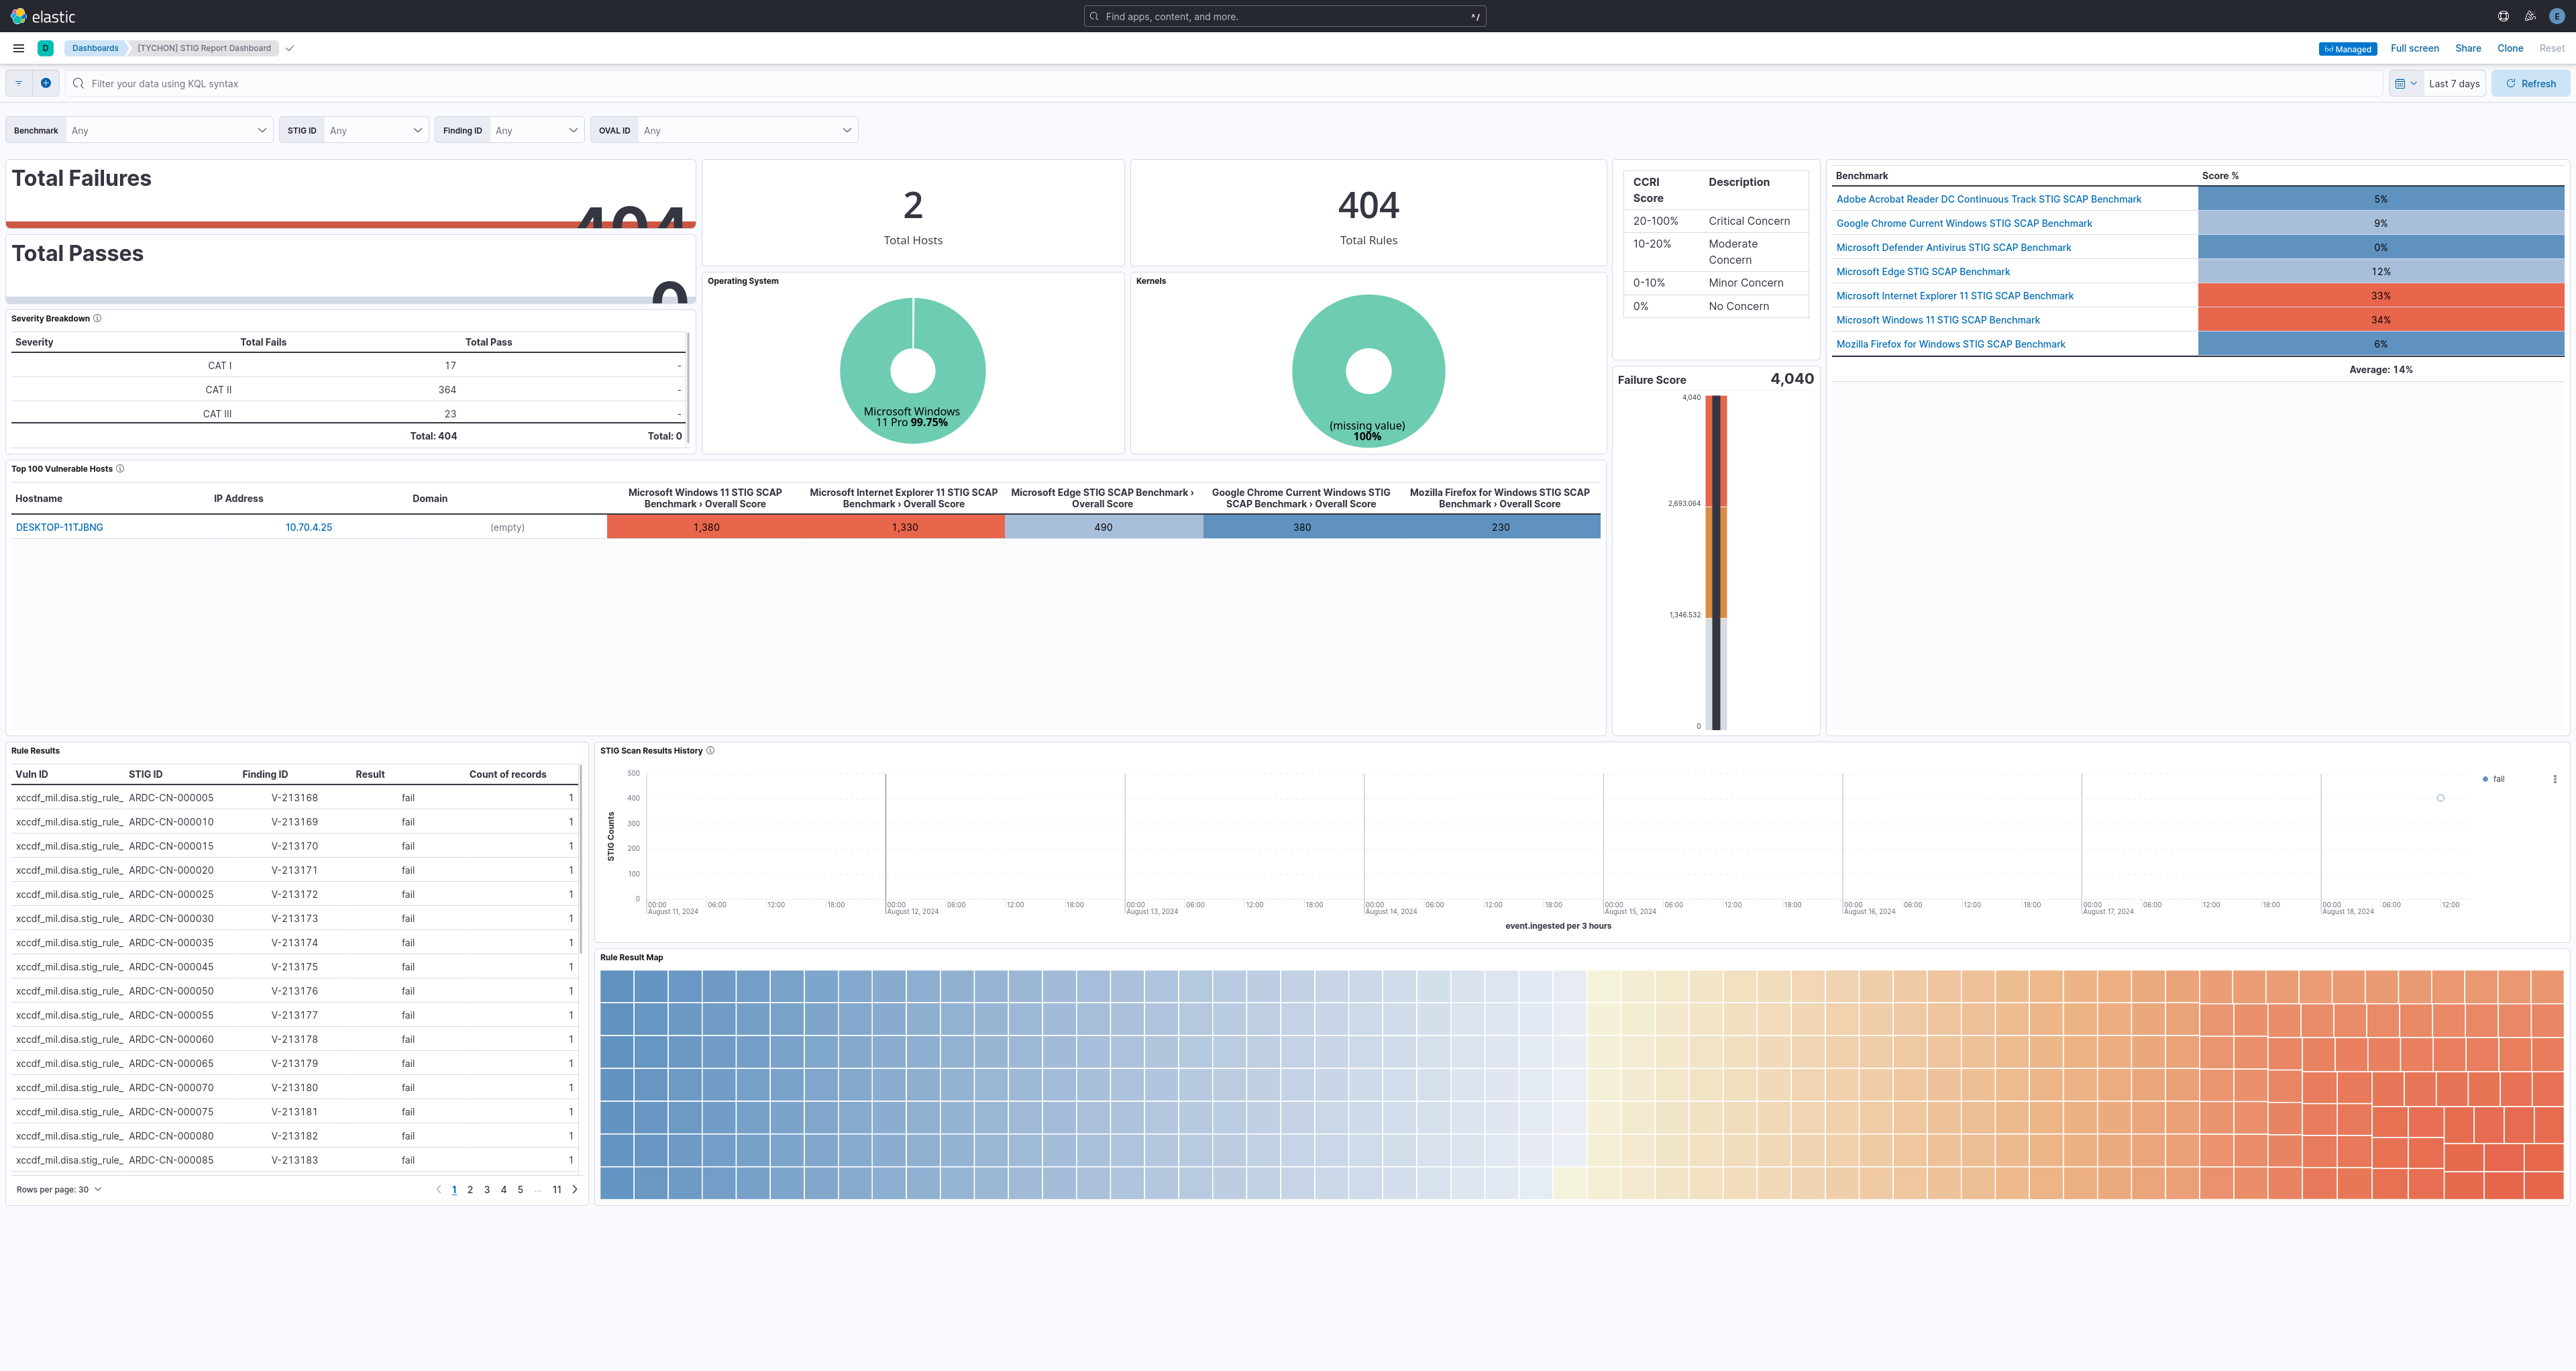 elastic
Find apps, content, and more.
^/
E
D
Dashboards
[TYCHON] STIG Report Dashboard
Managed
Full screen
Share
Clone
Reset
Filter your data using KQL syntax
Last 7 days
Refresh
Benchmark Any
STIG ID Any
Finding ID Any
OVAL ID Any
Total Failures
404
Total Passes
0
2
Total Hosts
404
Total Rules
Severity Breakdown
Severity Total Fails Total Pass
CAT I 17 -
CAT II 364 -
CAT III 23 -
Total: 404 Total: 0
Operating System
Microsoft Windows
11 Pro 99.75%
Kernels
(missing value)
100%
CCRI Description
Score
20-100% Critical Concern
10-20% Moderate
Concern
0-10% Minor Concern
0% No Concern
Failure Score 4,040
4,040
2,693.064
1,346.532
0
Benchmark Score %
Adobe Acrobat Reader DC Continuous Track STIG SCAP Benchmark 5%
Google Chrome Current Windows STIG SCAP Benchmark 9%
Microsoft Defender Antivirus STIG SCAP Benchmark 0%
Microsoft Edge STIG SCAP Benchmark 12%
Microsoft Internet Explorer 11 STIG SCAP Benchmark 33%
Microsoft Windows 11 STIG SCAP Benchmark 34%
Mozilla Firefox for Windows STIG SCAP Benchmark 6%
Average: 14%
Top 100 Vulnerable Hosts
Hostname IP Address Domain
Microsoft Windows 11 STIG SCAP
Benchmark › Overall Score
Microsoft Internet Explorer 11 STIG SCAP
Benchmark › Overall Score
Microsoft Edge STIG SCAP Benchmark ›
Overall Score
Google Chrome Current Windows STIG
SCAP Benchmark › Overall Score
Mozilla Firefox for Windows STIG SCAP
Benchmark › Overall Score
DESKTOP-11TJBNG 10.70.4.25 (empty) 1,380 1,330 490 380 230
Rule Results
Vuln ID STIG ID Finding ID Result Count of records
xccdf_mil.disa.stig_rule_ ARDC-CN-000005 V-213168 fail 1
xccdf_mil.disa.stig_rule_ ARDC-CN-000010 V-213169 fail 1
xccdf_mil.disa.stig_rule_ ARDC-CN-000015 V-213170 fail 1
xccdf_mil.disa.stig_rule_ ARDC-CN-000020 V-213171 fail 1
xccdf_mil.disa.stig_rule_ ARDC-CN-000025 V-213172 fail 1
xccdf_mil.disa.stig_rule_ ARDC-CN-000030 V-213173 fail 1
xccdf_mil.disa.stig_rule_ ARDC-CN-000035 V-213174 fail 1
xccdf_mil.disa.stig_rule_ ARDC-CN-000045 V-213175 fail 1
xccdf_mil.disa.stig_rule_ ARDC-CN-000050 V-213176 fail 1
xccdf_mil.disa.stig_rule_ ARDC-CN-000055 V-213177 fail 1
xccdf_mil.disa.stig_rule_ ARDC-CN-000060 V-213178 fail 1
xccdf_mil.disa.stig_rule_ ARDC-CN-000065 V-213179 fail 1
xccdf_mil.disa.stig_rule_ ARDC-CN-000070 V-213180 fail 1
xccdf_mil.disa.stig_rule_ ARDC-CN-000075 V-213181 fail 1
xccdf_mil.disa.stig_rule_ ARDC-CN-000080 V-213182 fail 1
xccdf_mil.disa.stig_rule_ ARDC-CN-000085 V-213183 fail 1
Rows per page: 30
1 2 3 4 5 ... 11
STIG Scan Results History
fail
STIG Counts
500
400
300
200
100
0
00:00 06:00 12:00 18:00 00:00 06:00 12:00 18:00 00:00 06:00 12:00 18:00 00:00 06:00 12:00 18:00 00:00 06:00 12:00 18:00 00:00 06:00 12:00 18:00 00:00 06:00 12:00 18:00 00:00 06:00 12:00
August 11, 2024 August 12, 2024 August 13, 2024 August 14, 2024 August 15, 2024 August 16, 2024 August 17, 2024 August 18, 2024
event.ingested per 3 hours
Rule Result Map